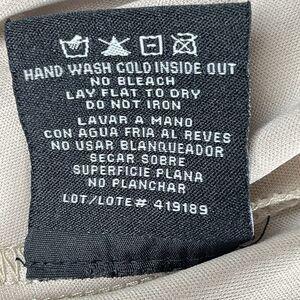 HAND WASH COLD INSIDE OUT
NO BLEACH
LAY FLAT TO DRY
DO NOT IRON
LAVAR A MANO
CON AGUA FRIA AL REVES
NO USAR BLANQUEADOR
SECAR SOBRE
SUPERFICIE PLANA
NO PLANCHAR
LOT/LOTE# 419189